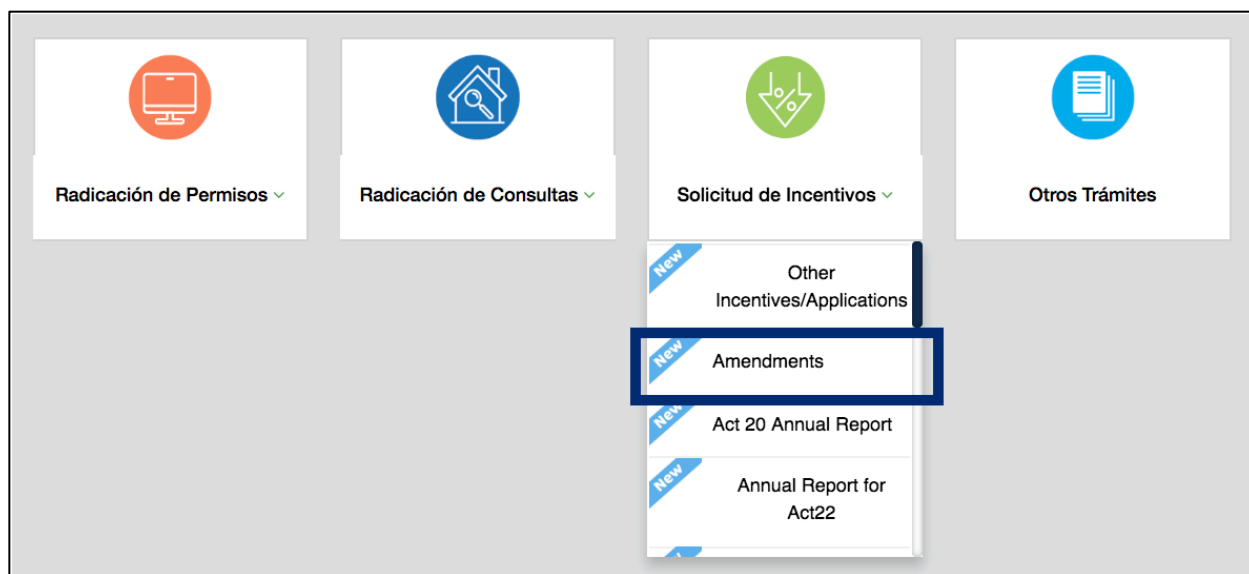 Radicación de Permisos
Radicación de Consultas
Solicitud de Incentivos
Otros Trámites
New
Other
Incentives/Applications
New
Amendments
New
Act 20 Annual Report
New
Annual Report for
Act22